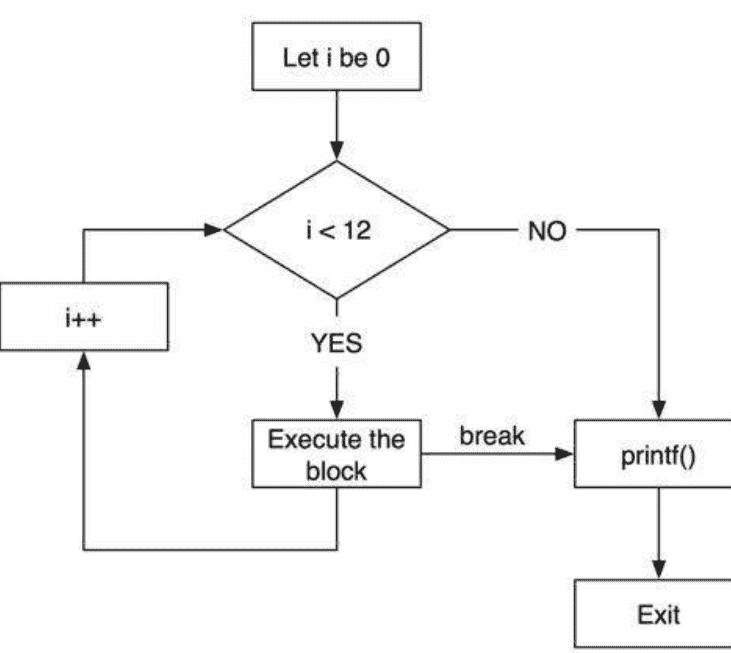 Let i be 0
i < 12
NO
i++
YES
Execute the
block
break
printf()
Exit